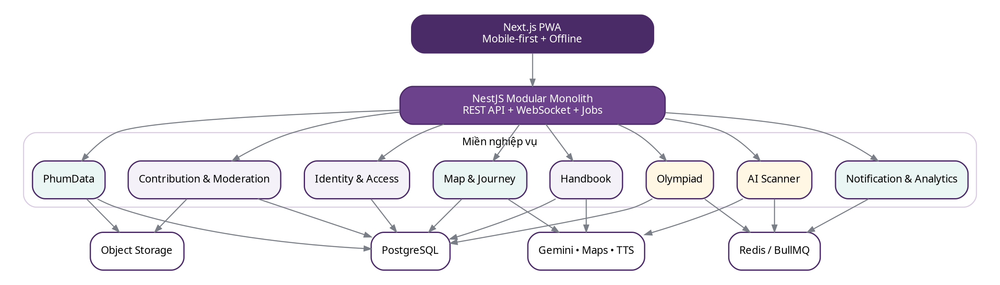 Next.js PWA
Mobile-first + Offline
NestJS Modular Monolith
REST API + WebSocket + Jobs
Miền nghiệp vụ
PhumData
Contribution & Moderation
Identity & Access
Map & Journey
Handbook
Olympiad
AI Scanner
Notification & Analytics
Object Storage
PostgreSQL
Gemini • Maps • TTS
Redis / BullMQ